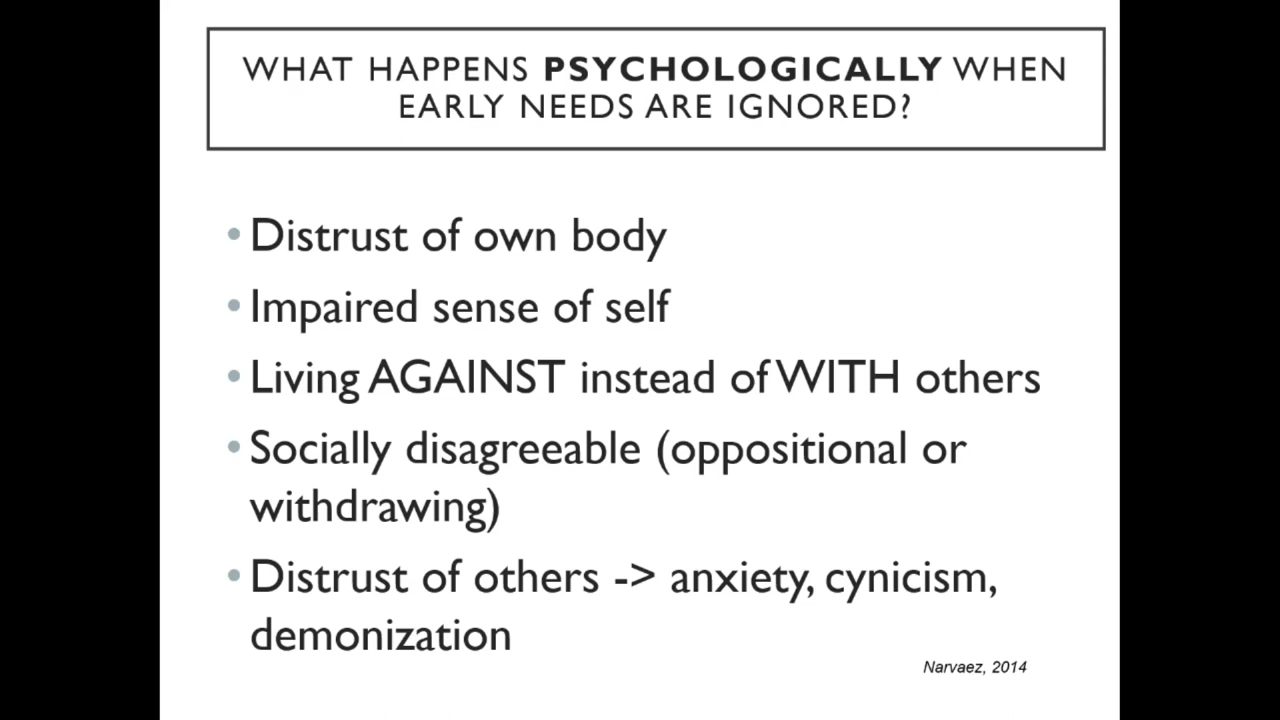 WHAT HAPPENS PSYCHOLOGICALLY WHEN
EARLY NEEDS ARE IGNORED?
• Distrust of own body
• Impaired sense of self
• Living AGAINST instead of WITH others
• Socially disagreeable (oppositional or
withdrawing)
• Distrust of others -> anxiety, cynicism,
demonization
Narvaez, 2014